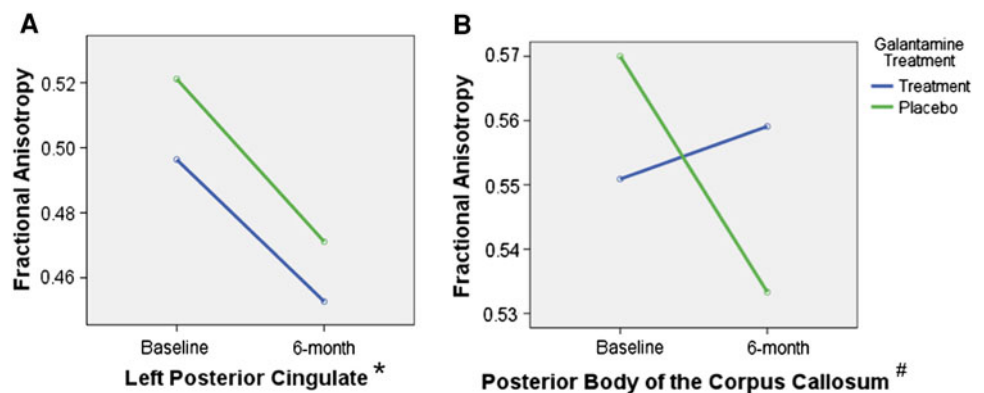 A
Fractional Anisotropy
0.52
0.50
0.48
0.46
Baseline
6-month
Left Posterior Cingulate *
B
Fractional Anisotropy
0.57
0.56
0.55
0.54
0.53
Baseline
6-month
Posterior Body of the Corpus Callosum #
Galantamine
Treatment
Treatment
Placebo